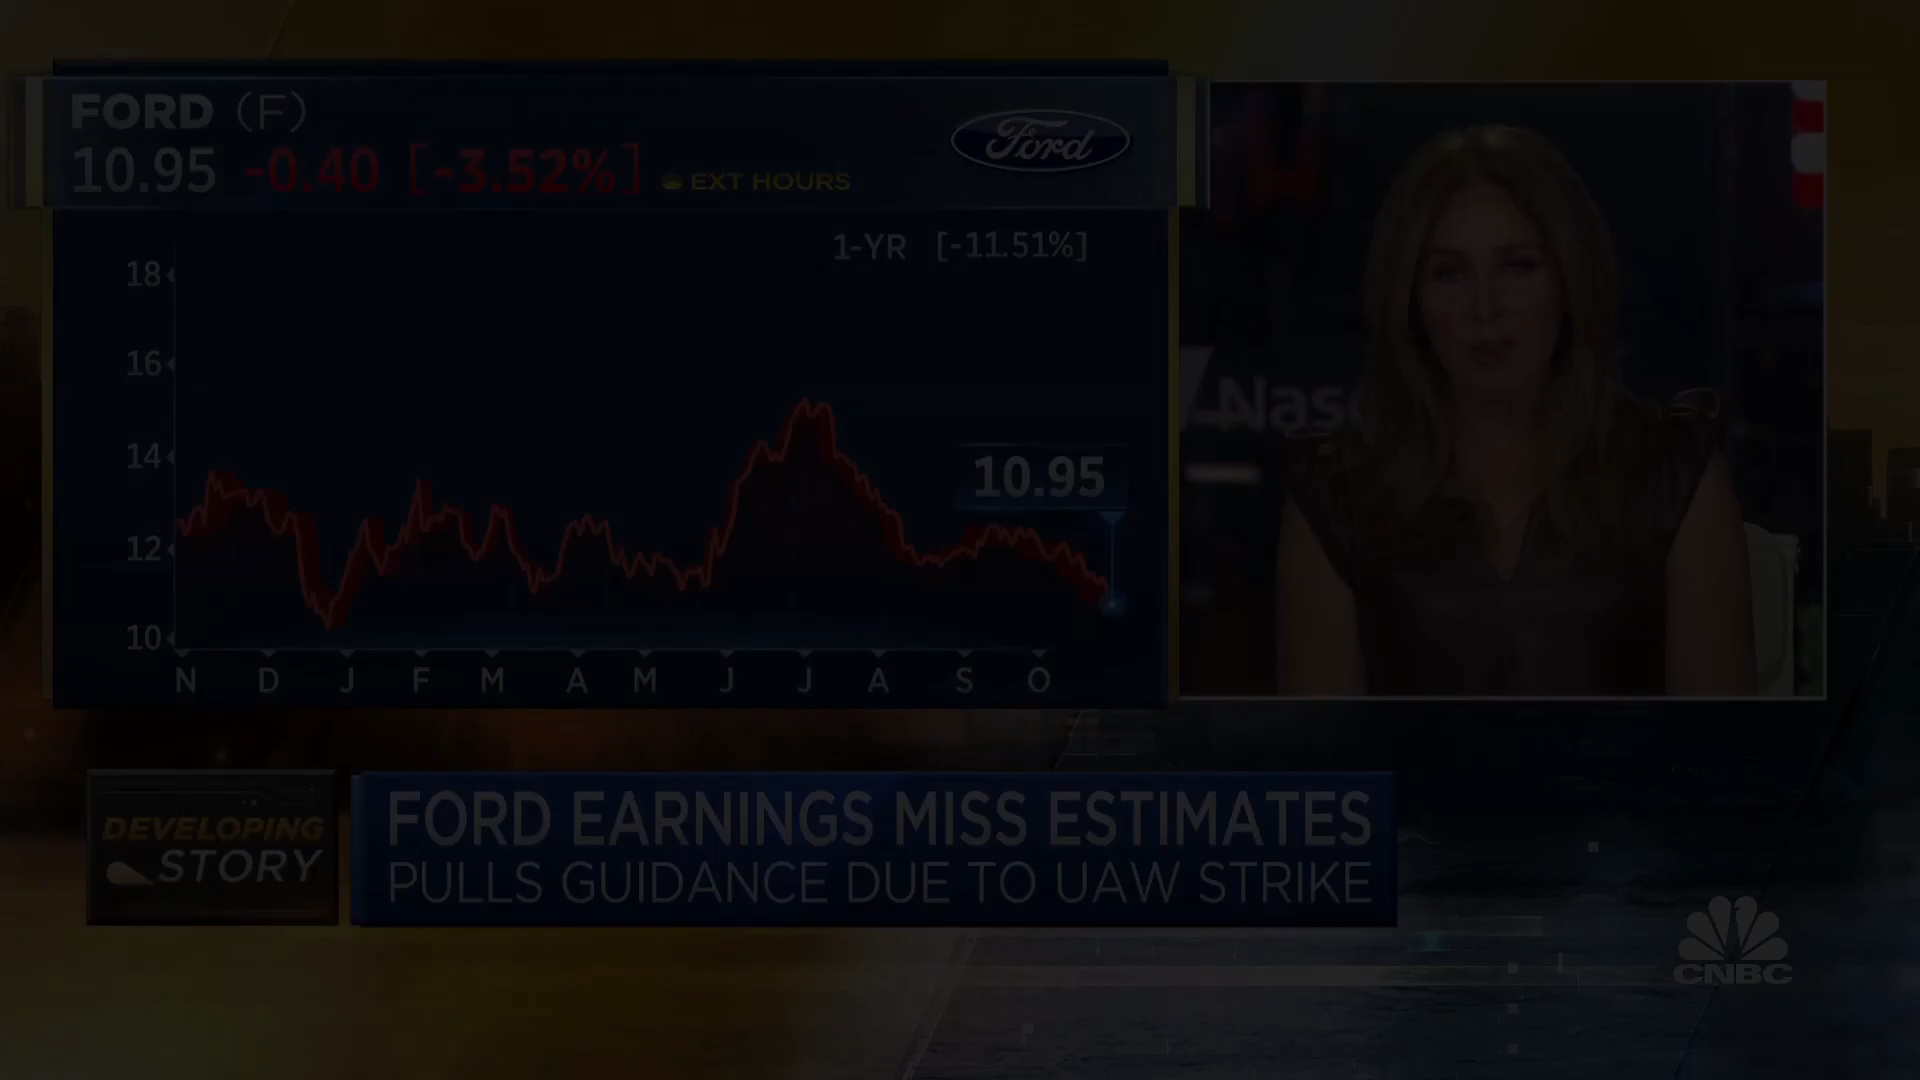 FORD (F)
10.95 -0.40 [-3.52%] EXT HOURS
Ford
1-YR [-11.51%]
18
16
14
12
10
10.95
N D J F M A M J J A S O
Nas
DEVELOPING
STORY
FORD EARNINGS MISS ESTIMATES
PULLS GUIDANCE DUE TO UAW STRIKE
CNBC